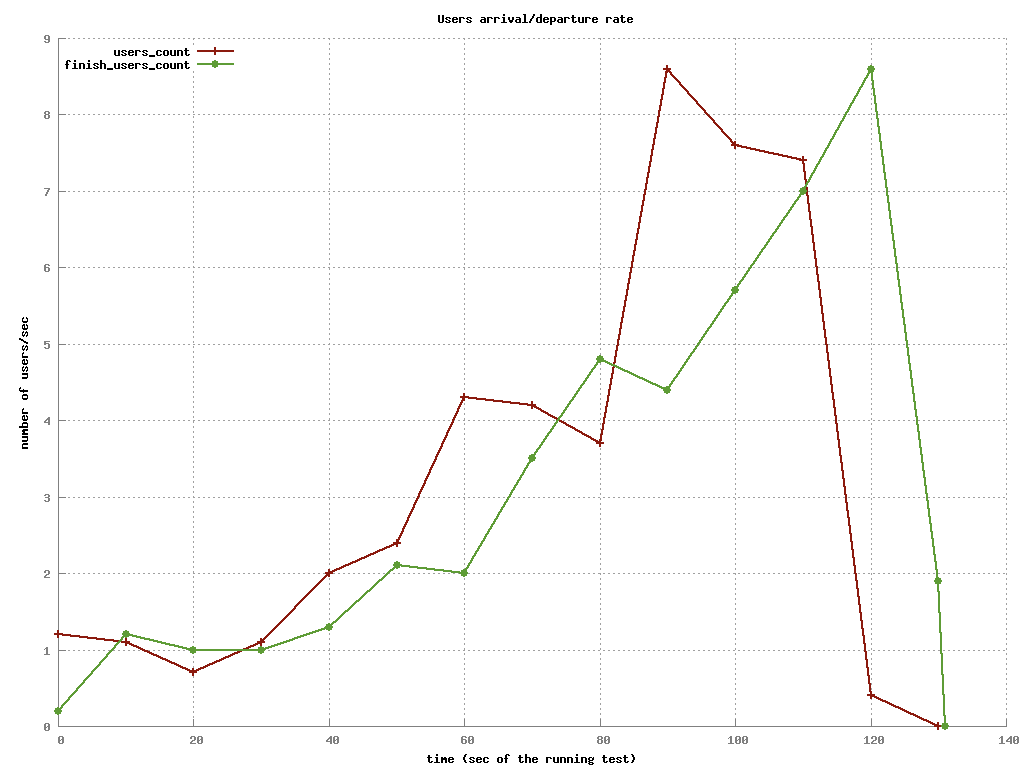 Users arrival/departure rate
users_count
finish_users_count
9
8
7
6
5
4
3
2
1
0
number of users/sec
0 20 40 60 80 100 120 140
time (sec of the running test)